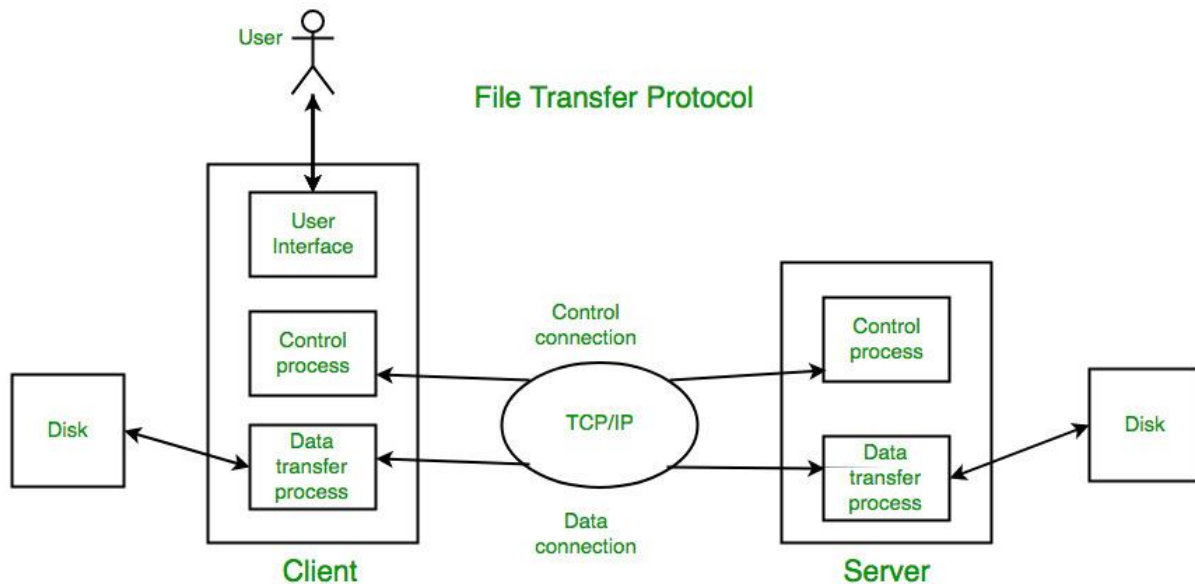 User
File Transfer Protocol
User
Interface
Control
process
Data
transfer
process
Disk
Client
Control
connection
TCP/IP
Data
connection
Control
process
Data
transfer
process
Disk
Server